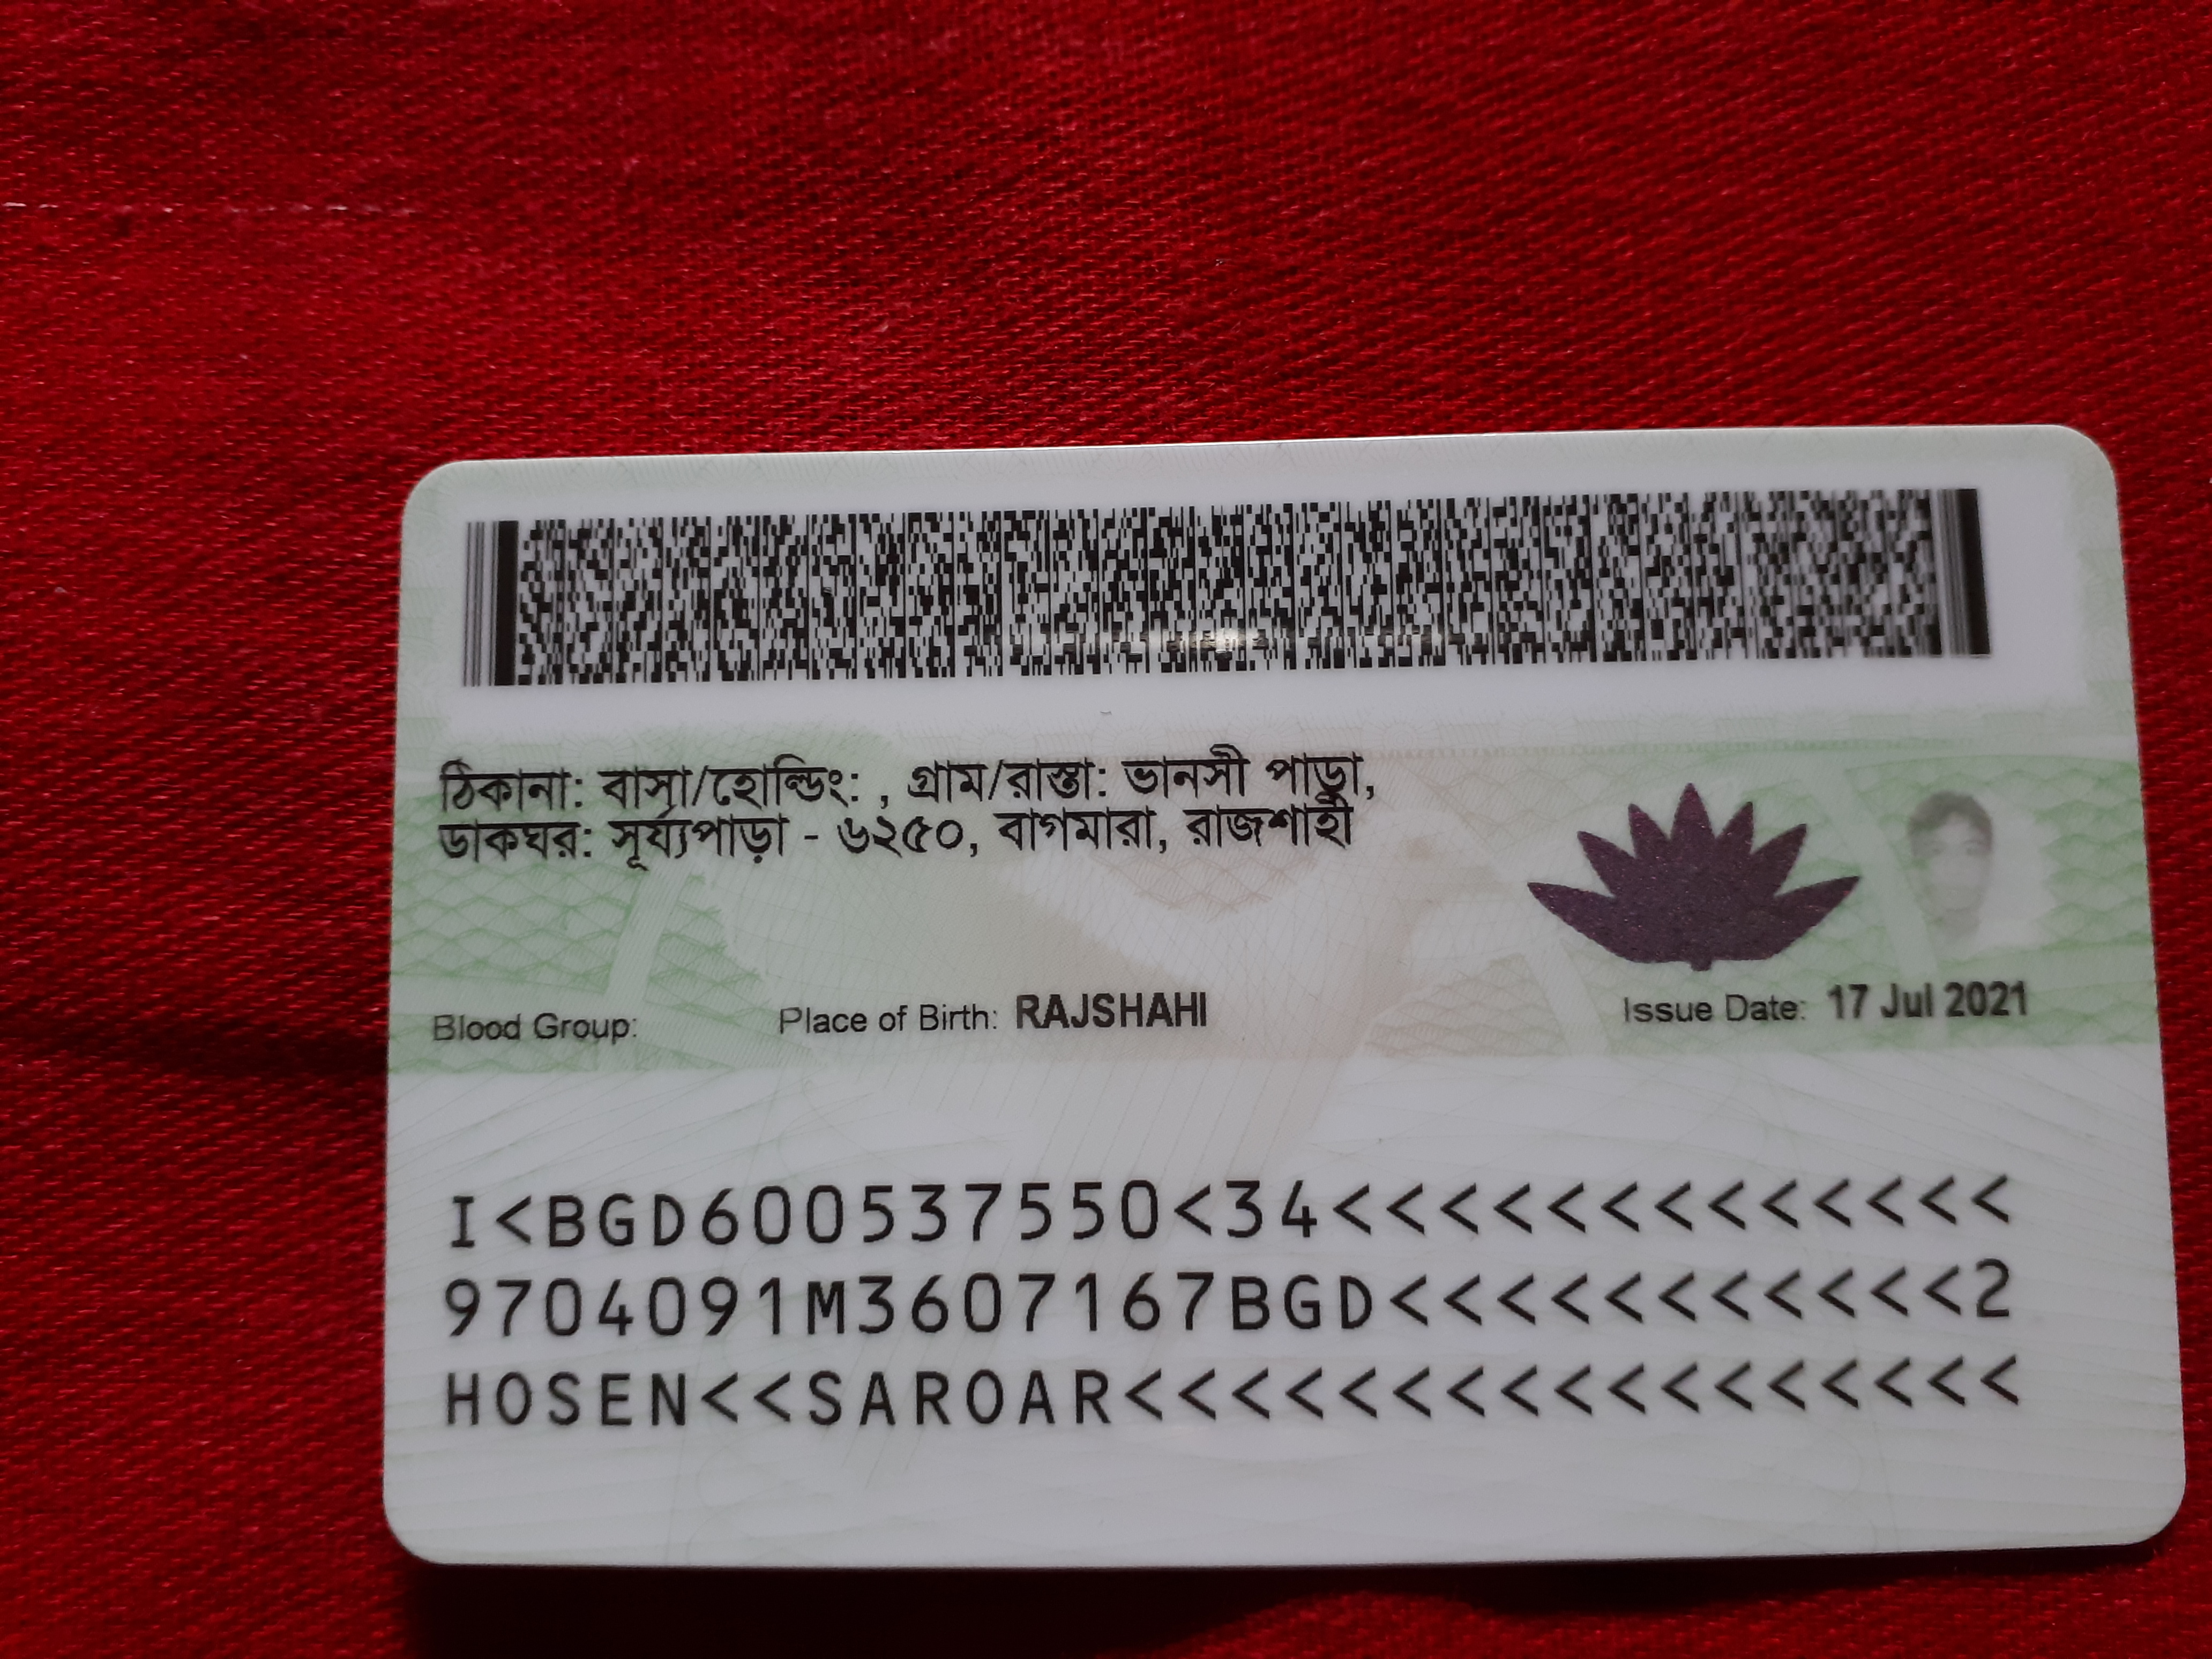 ঠিকানা: বাসা/হোল্ডিং: , গ্রাম/রাস্তা: ভানসী পাড়া,
ডাকঘর: সূর্য্যপাড়া - ৬২৫০, বাগমারা, রাজশাহী
Blood Group: Place of Birth: RAJSHAHI Issue Date: 17 Jul 2021
I<BGD6005375550<34<<<<<<<<<<<<
9704091M3607167BGD<<<<<<<<<<<2
HOSEN<<SAROAR<<<<<<<<<<<<<<<<<